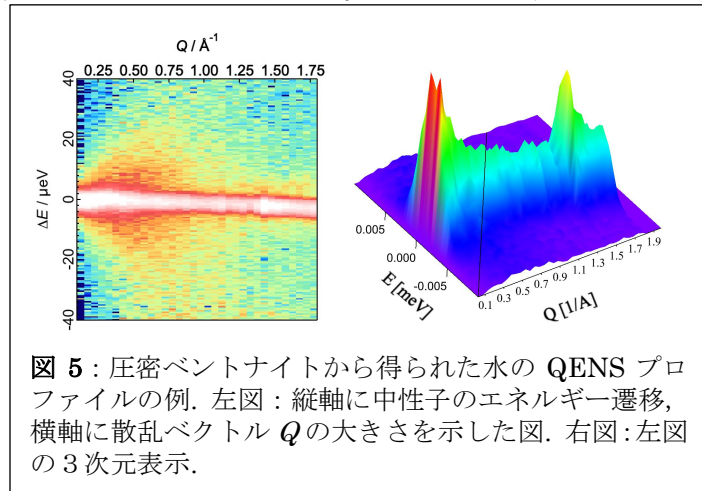 Q / Å⁻¹
0.25 0.50 0.75 1.00 1.25 1.50 1.75
40
20
0
-20
-40
ΔE / μeV
0.005
0.000
-0.005
E [meV]
0.1 0.3 0.5 0.7 0.9 1.1 1.3 1.5 1.7 1.9
Q [1/A]
図 5：圧密ベントナイトから得られた水の QENS プロ
ファイルの例. 左図：縦軸に中性子のエネルギー遷移,
横軸に散乱ベクトル Q の大きさを示した図. 右図：左図
の３次元表示.